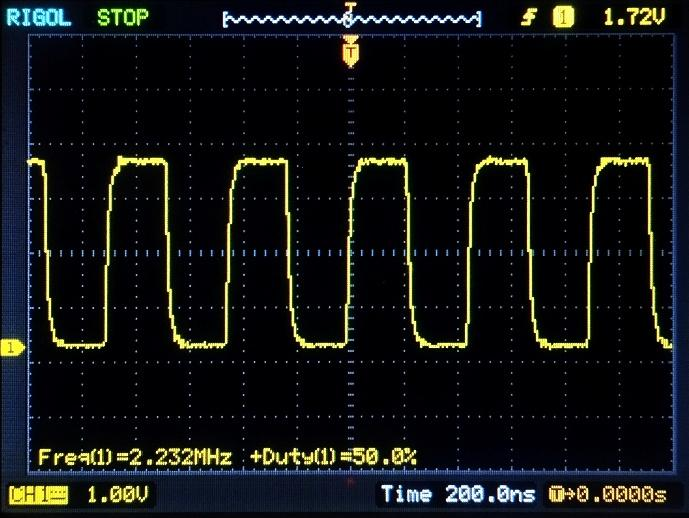 RIGOL STOP T 1 1.72V
T
1
Freq(1)=2.232MHz +Duty(1)=50.0%
CH1 1.00V Time 200.0ns T→0.0000s